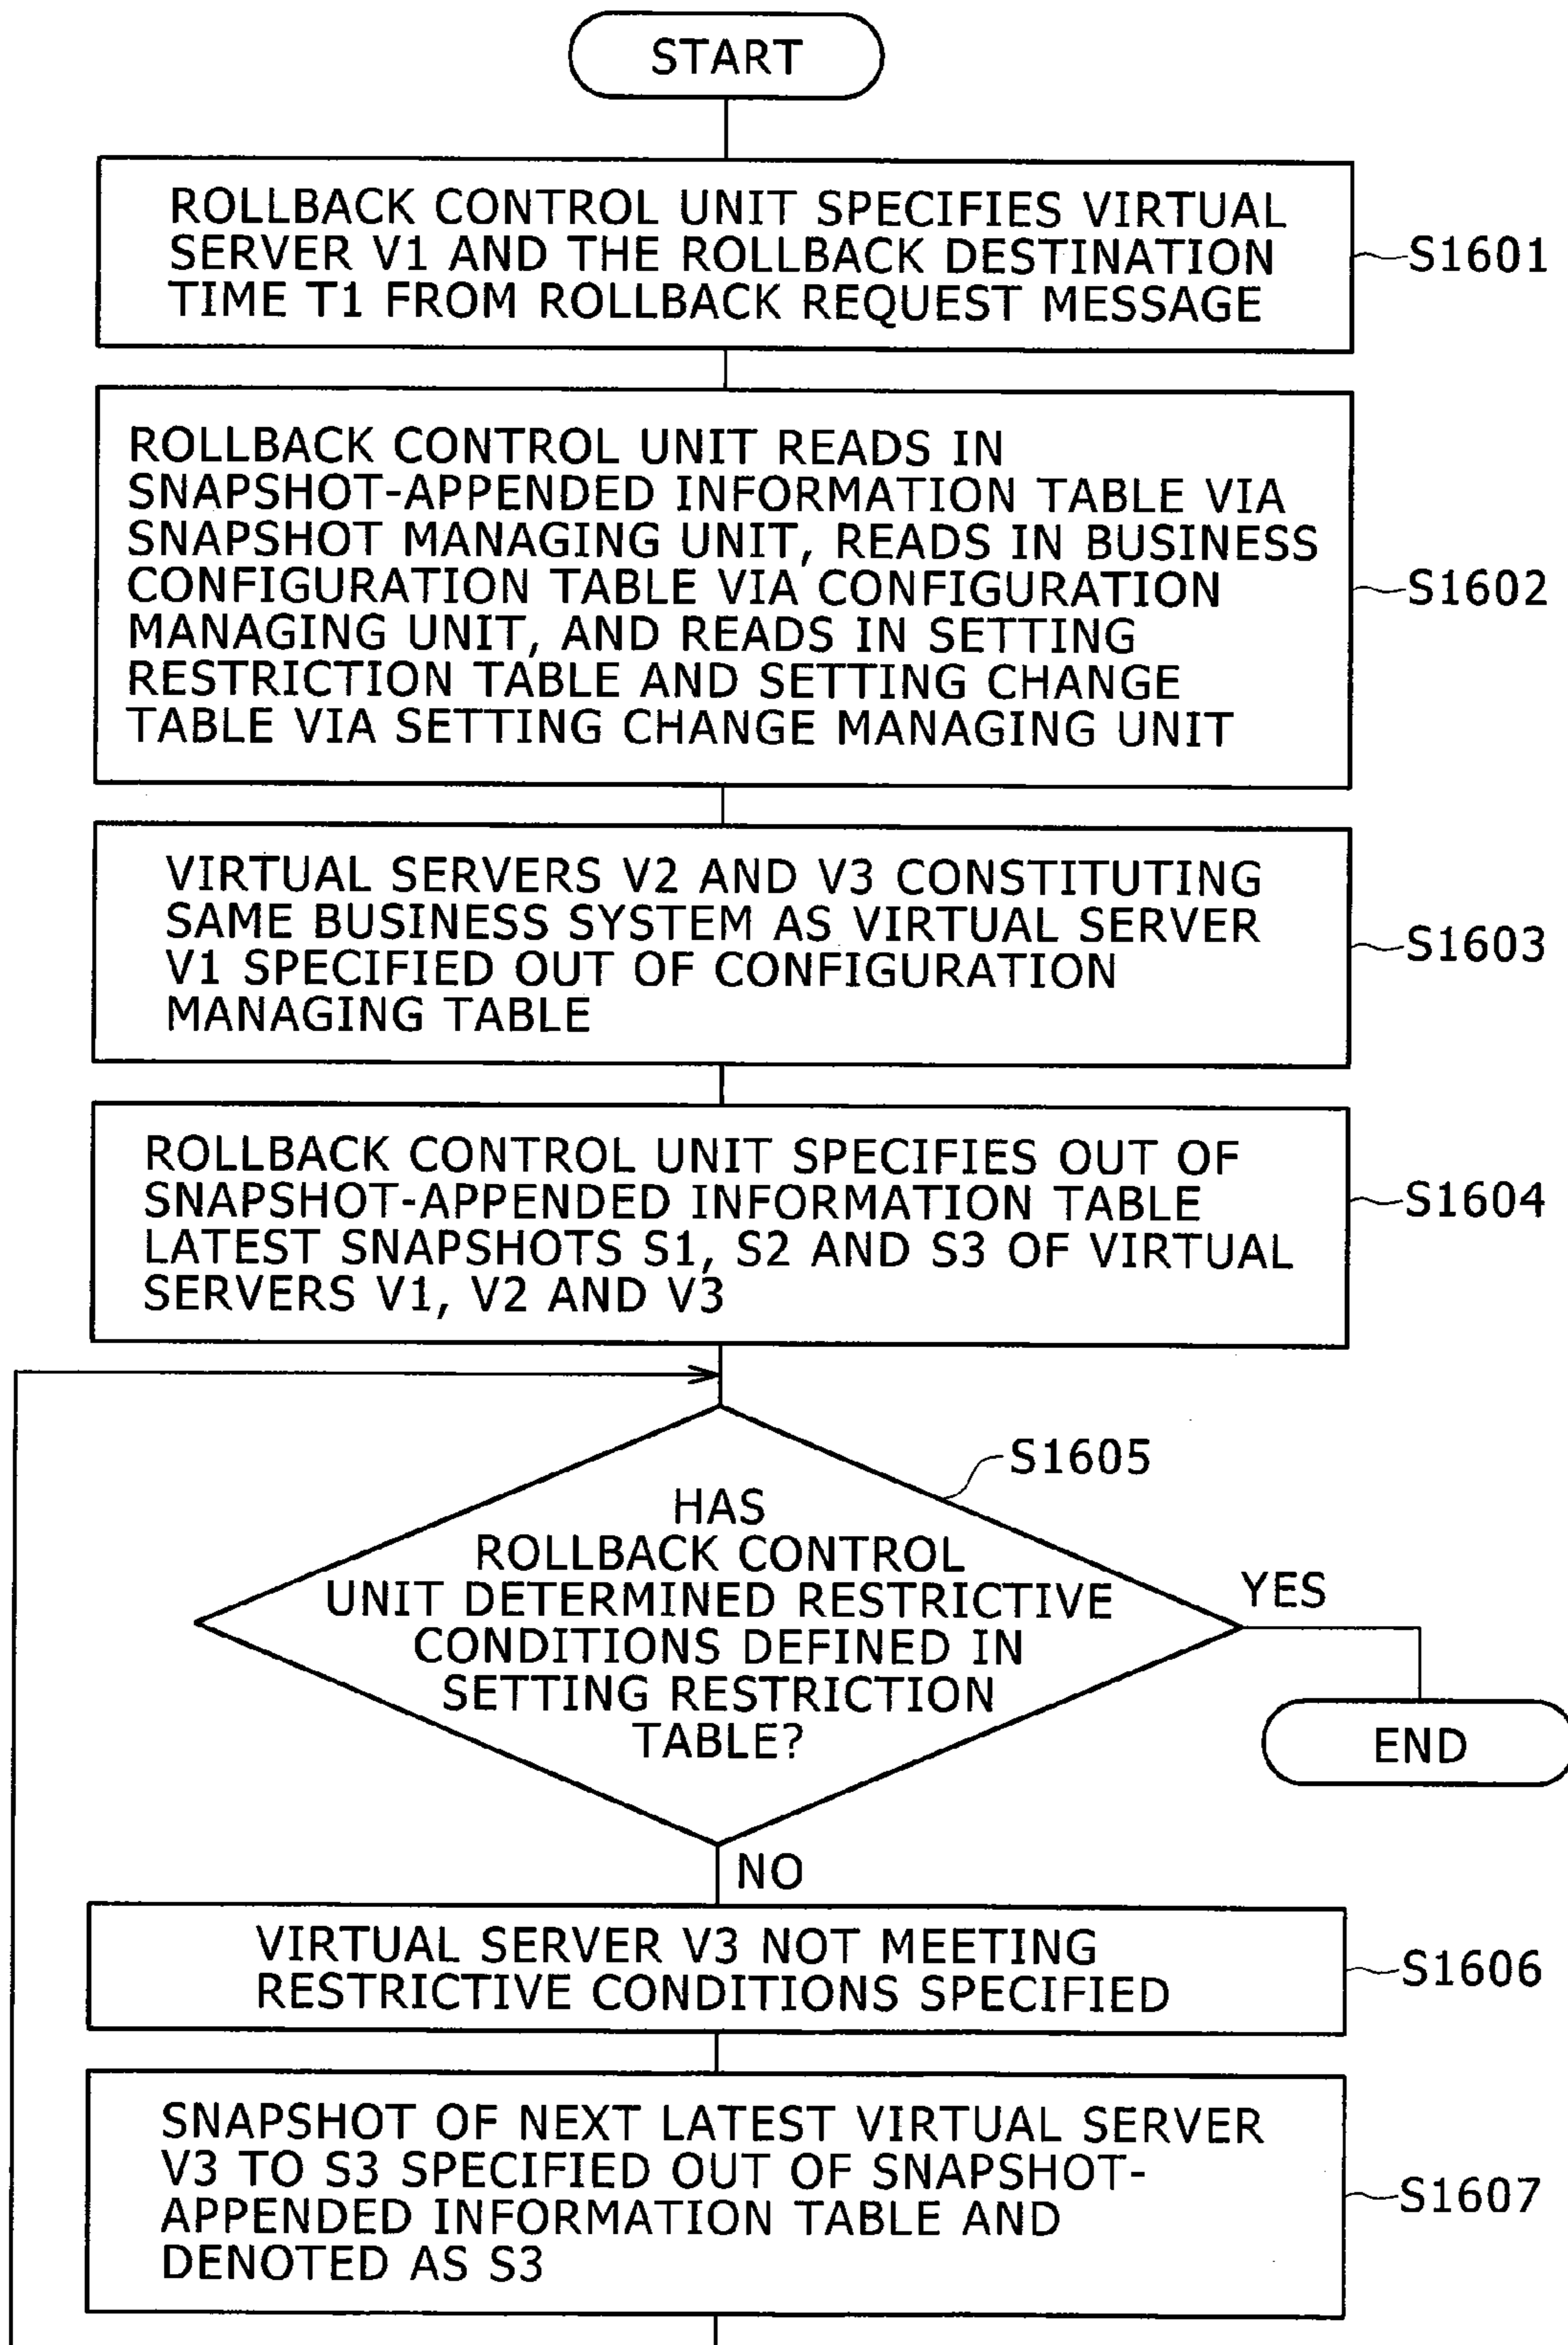 START
ROLLBACK CONTROL UNIT SPECIFIES VIRTUAL
SERVER V1 AND THE ROLLBACK DESTINATION
TIME T1 FROM ROLLBACK REQUEST MESSAGE
S1601
ROLLBACK CONTROL UNIT READS IN
SNAPSHOT-APPENDED INFORMATION TABLE VIA
SNAPSHOT MANAGING UNIT, READS IN BUSINESS
CONFIGURATION TABLE VIA CONFIGURATION
MANAGING UNIT, AND READS IN SETTING
RESTRICTION TABLE AND SETTING CHANGE
TABLE VIA SETTING CHANGE MANAGING UNIT
S1602
VIRTUAL SERVERS V2 AND V3 CONSTITUTING
SAME BUSINESS SYSTEM AS VIRTUAL SERVER
V1 SPECIFIED OUT OF CONFIGURATION
MANAGING TABLE
S1603
ROLLBACK CONTROL UNIT SPECIFIES OUT OF
SNAPSHOT-APPENDED INFORMATION TABLE
LATEST SNAPSHOTS S1, S2 AND S3 OF VIRTUAL
SERVERS V1, V2 AND V3
S1604
S1605
HAS
ROLLBACK CONTROL
UNIT DETERMINED RESTRICTIVE
CONDITIONS DEFINED IN
SETTING RESTRICTION
TABLE?
YES
END
NO
VIRTUAL SERVER V3 NOT MEETING
RESTRICTIVE CONDITIONS SPECIFIED
S1606
SNAPSHOT OF NEXT LATEST VIRTUAL SERVER
V3 TO S3 SPECIFIED OUT OF SNAPSHOT-
APPENDED INFORMATION TABLE AND
DENOTED AS S3
S1607